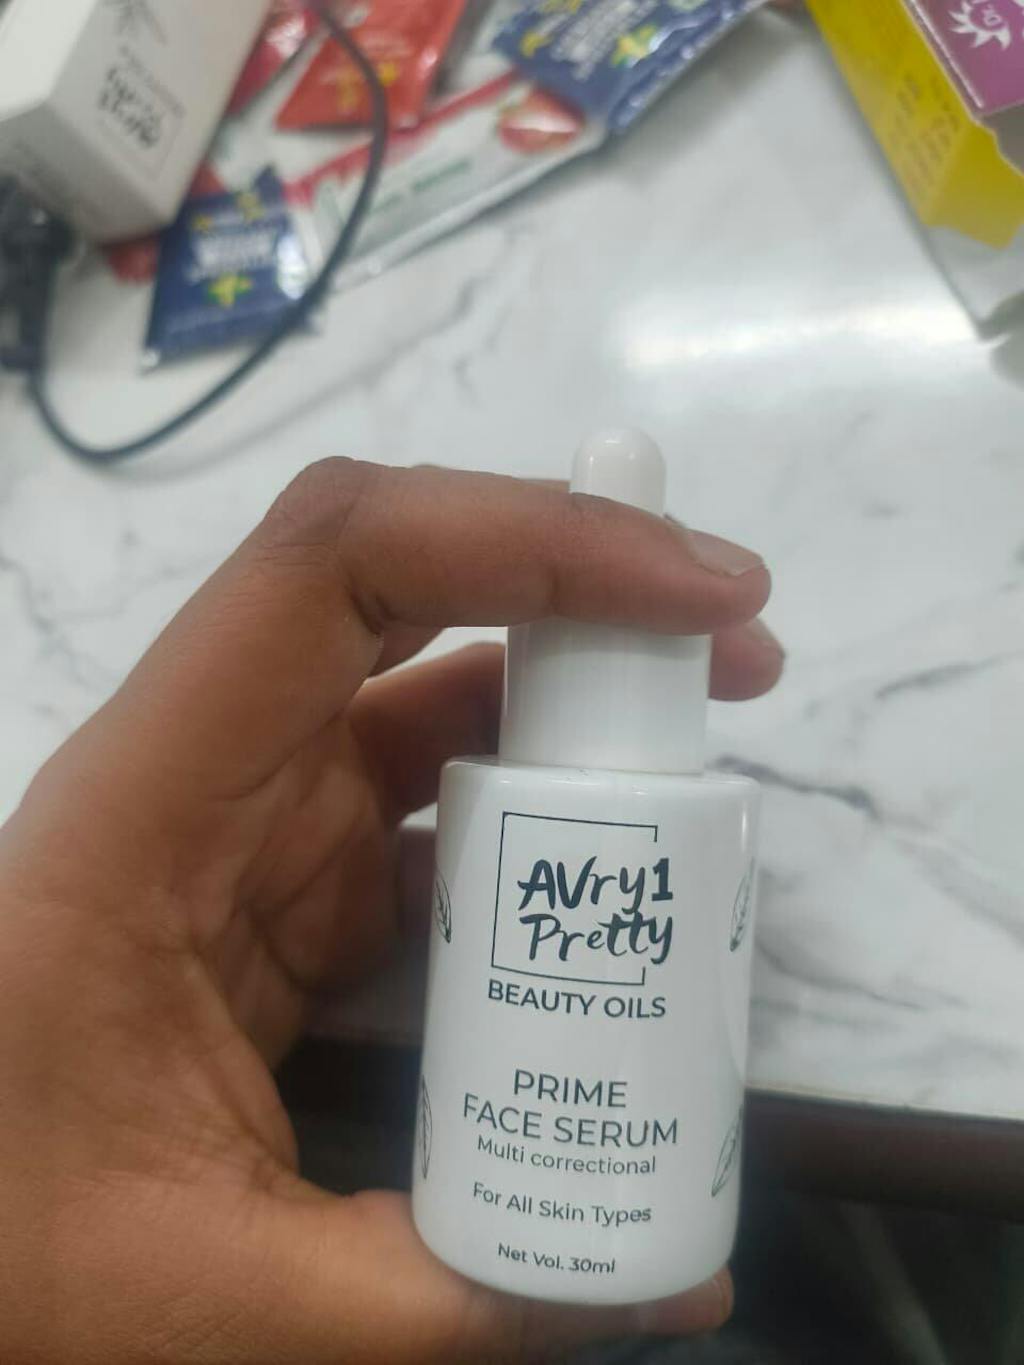 AVry1
Pretty
BEAUTY OILS
PRIME
FACE SERUM
Multi correctional
For All Skin Types
Net Vol. 30ml